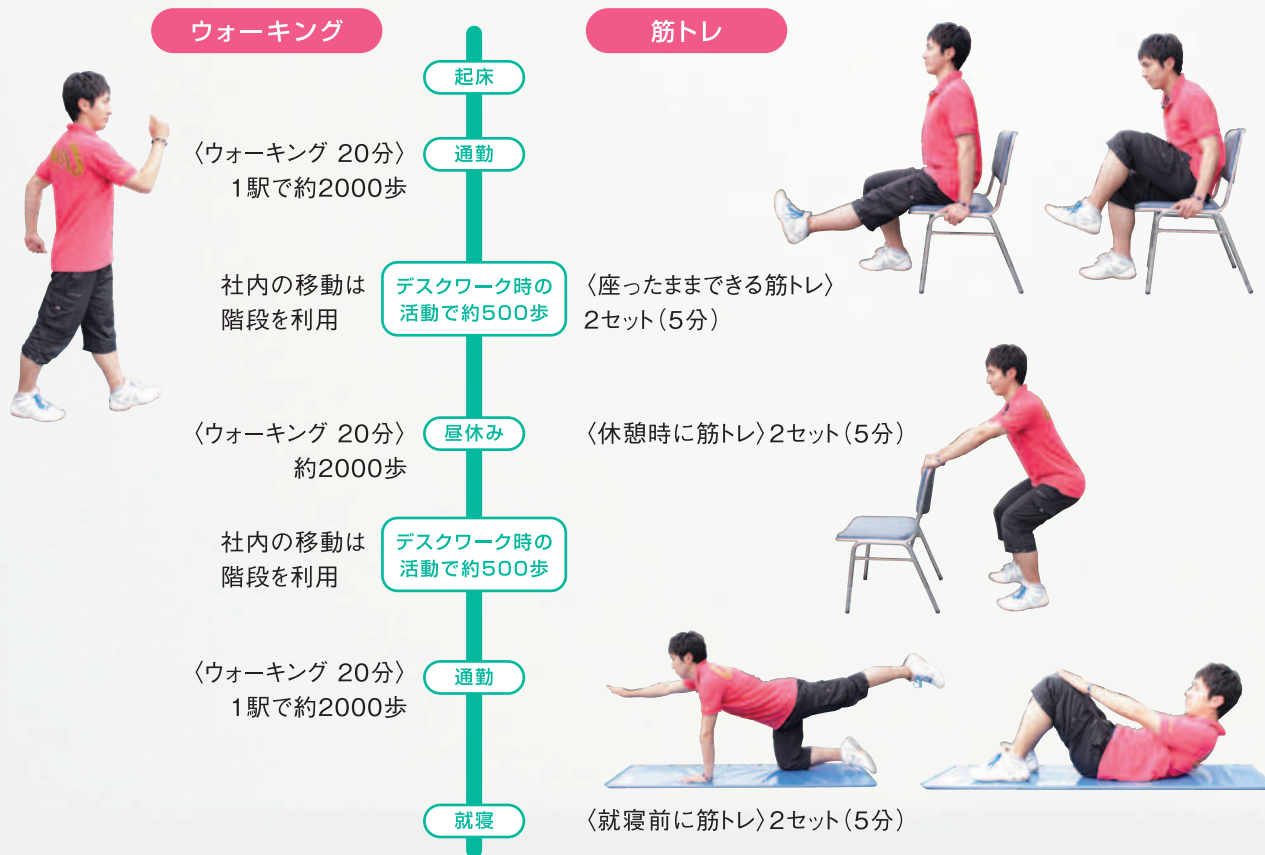 ウォーキング
筋トレ
起床
〈ウォーキング 20分〉
1駅で約2000歩
通勤
社内の移動は
階段を利用
デスクワーク時の
活動で約500歩
〈座ったままできる筋トレ〉
2セット(5分)
〈ウォーキング 20分〉
約2000歩
昼休み
〈休憩時に筋トレ〉2セット(5分)
社内の移動は
階段を利用
デスクワーク時の
活動で約500歩
〈ウォーキング 20分〉
1駅で約2000歩
通勤
就寝
〈就寝前に筋トレ〉2セット(5分)